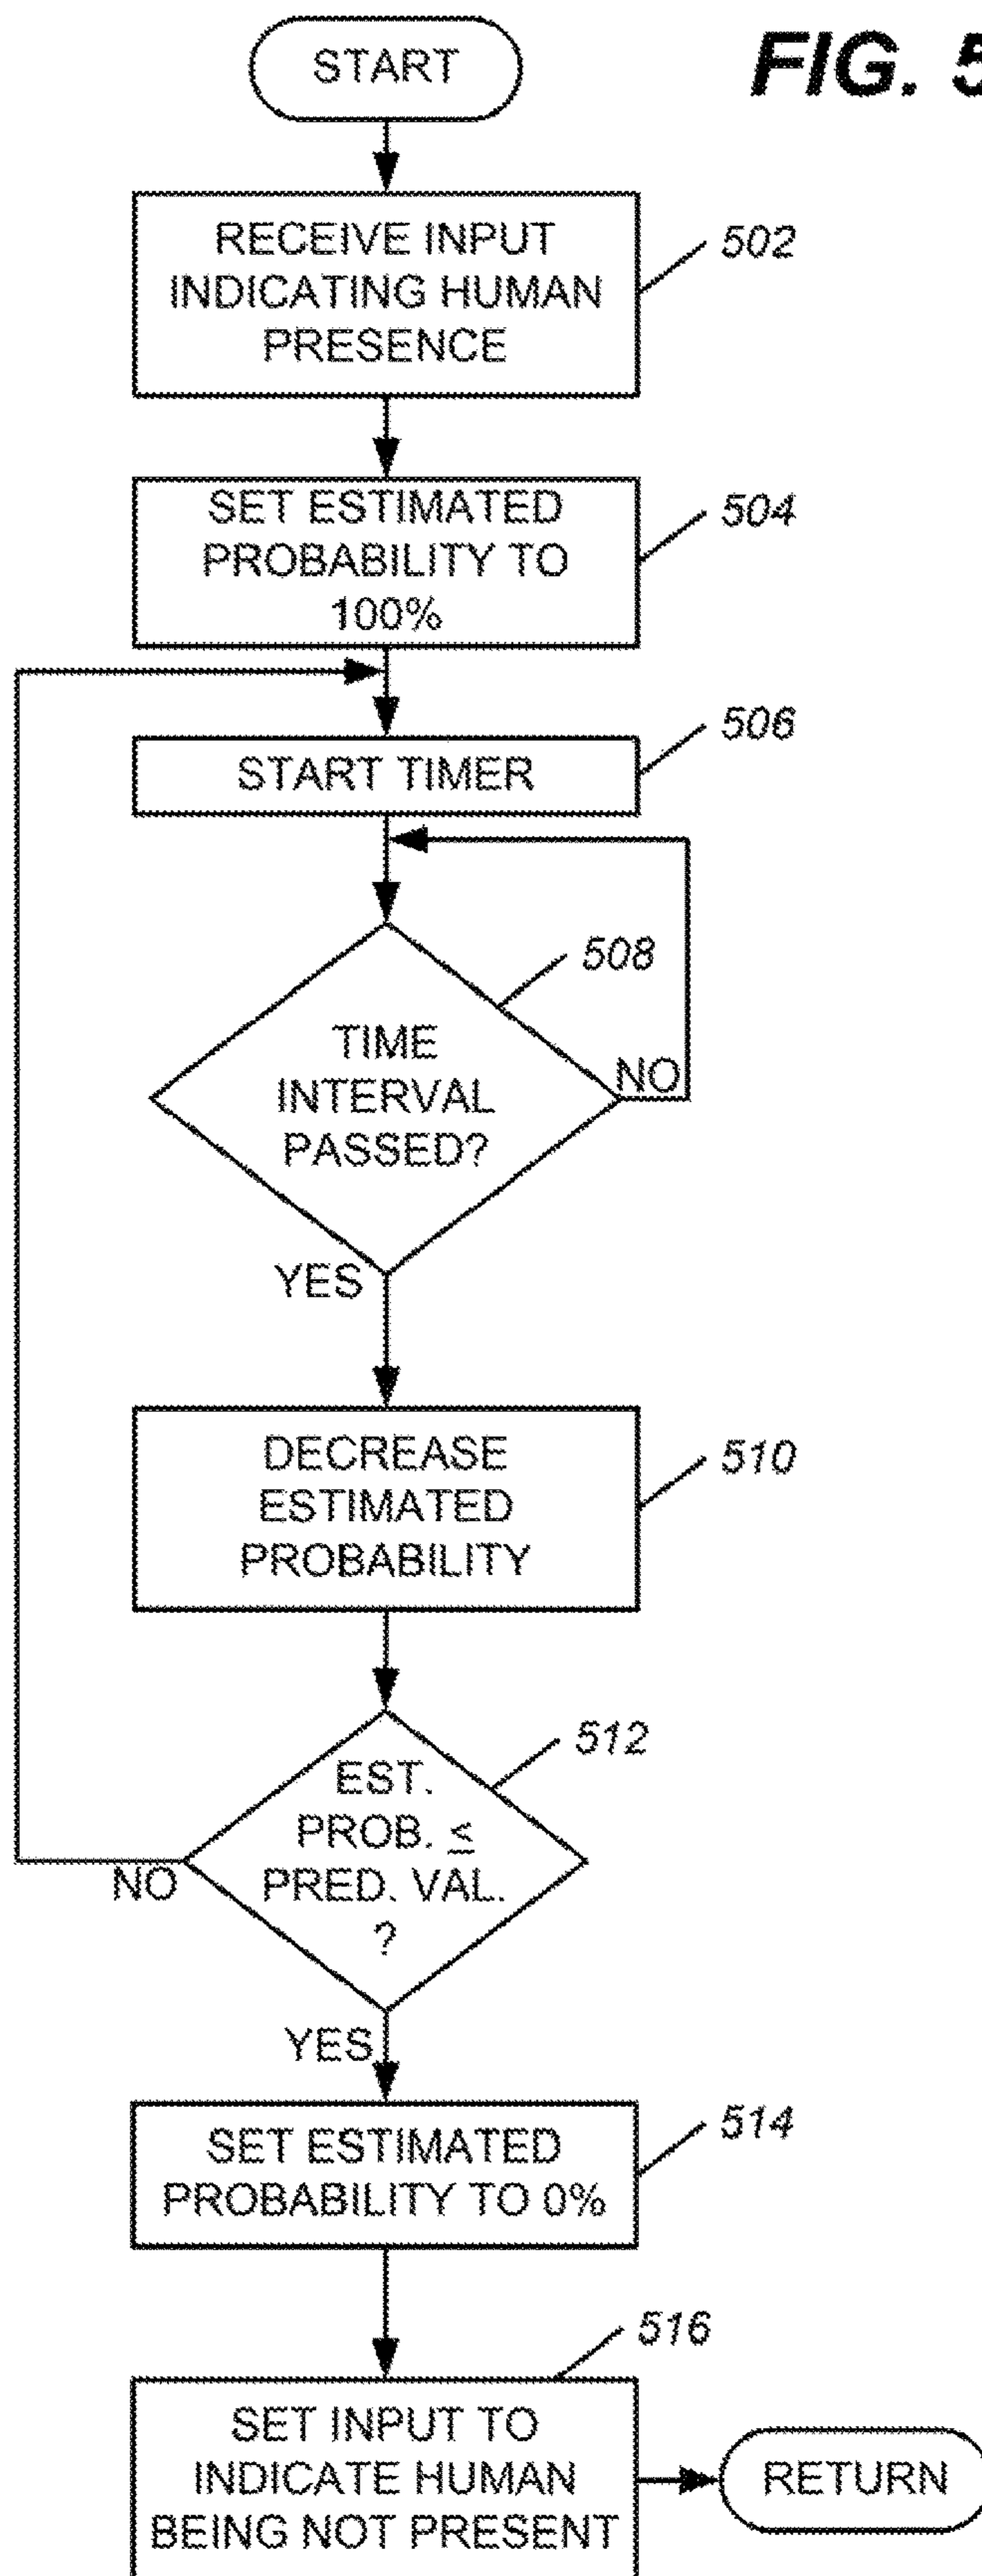 START
FIG. 5
RECEIVE INPUT
INDICATING HUMAN
PRESENCE
502
SET ESTIMATED
PROBABILITY TO
100%
504
START TIMER
506
TIME
INTERVAL
PASSED?
508
NO
YES
DECREASE
ESTIMATED
PROBABILITY
510
EST.
PROB. ≤
PRED. VAL.
?
512
NO
YES
SET ESTIMATED
PROBABILITY TO 0%
514
SET INPUT TO
INDICATE HUMAN
BEING NOT PRESENT
516
RETURN